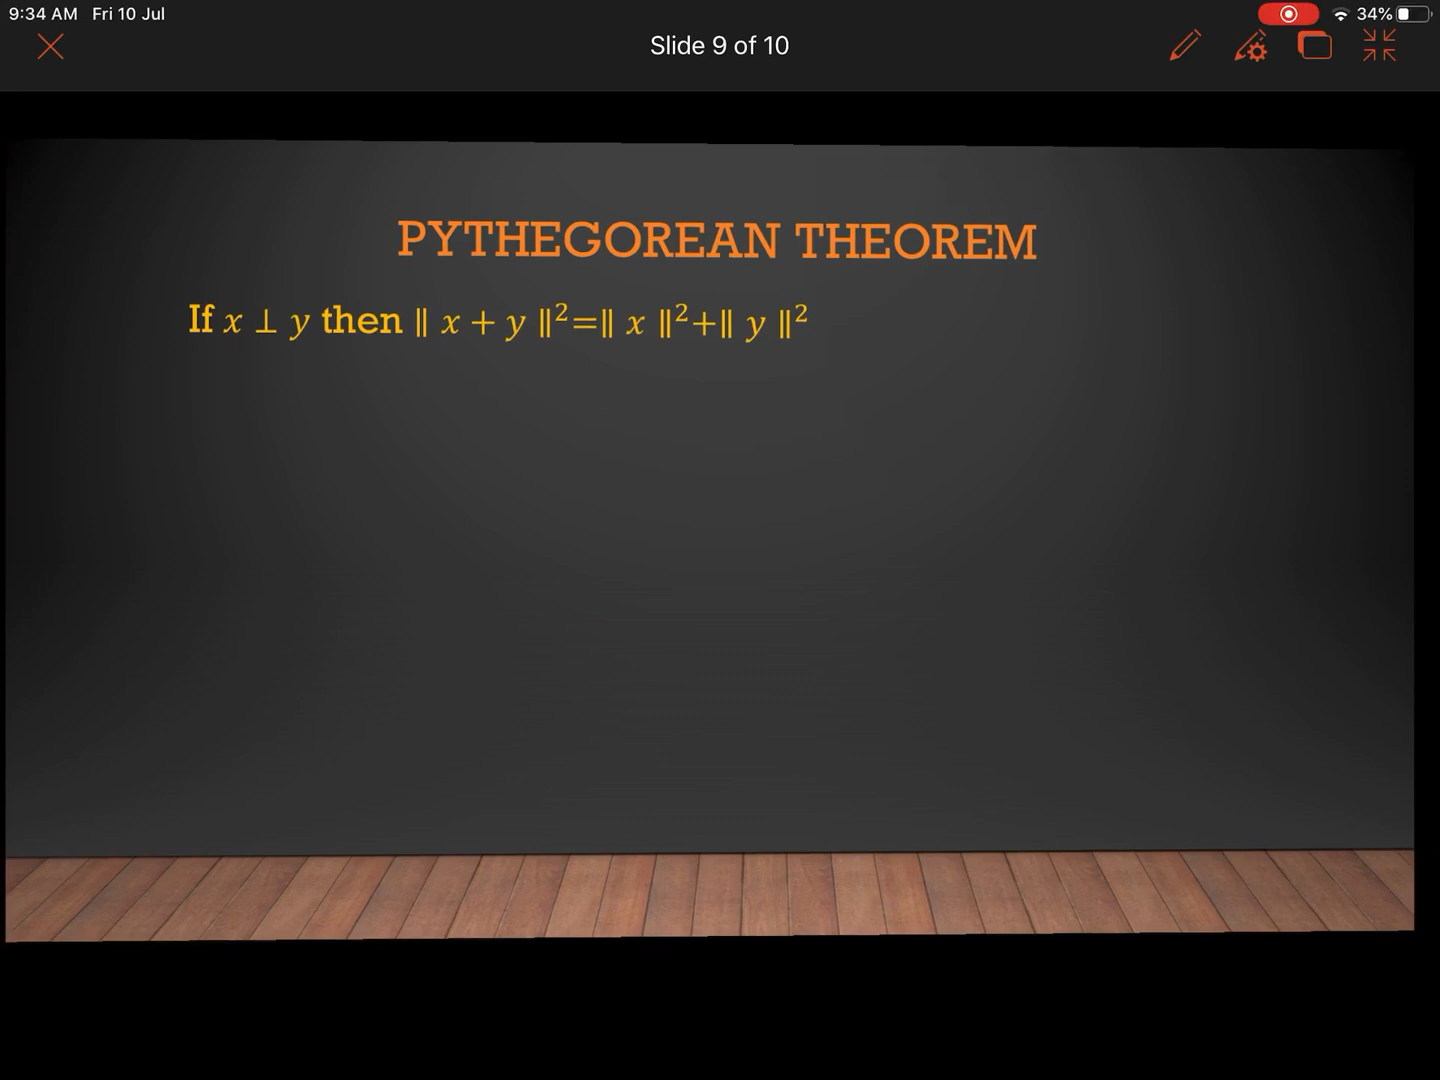 9:34 AM Fri 10 Jul
34%
Slide 9 of 10
PYTHEGOREAN THEOREM
If 𝑥 ⊥ 𝑦 then ‖ 𝑥 + 𝑦 ‖²=‖ 𝑥 ‖²+‖ 𝑦 ‖²